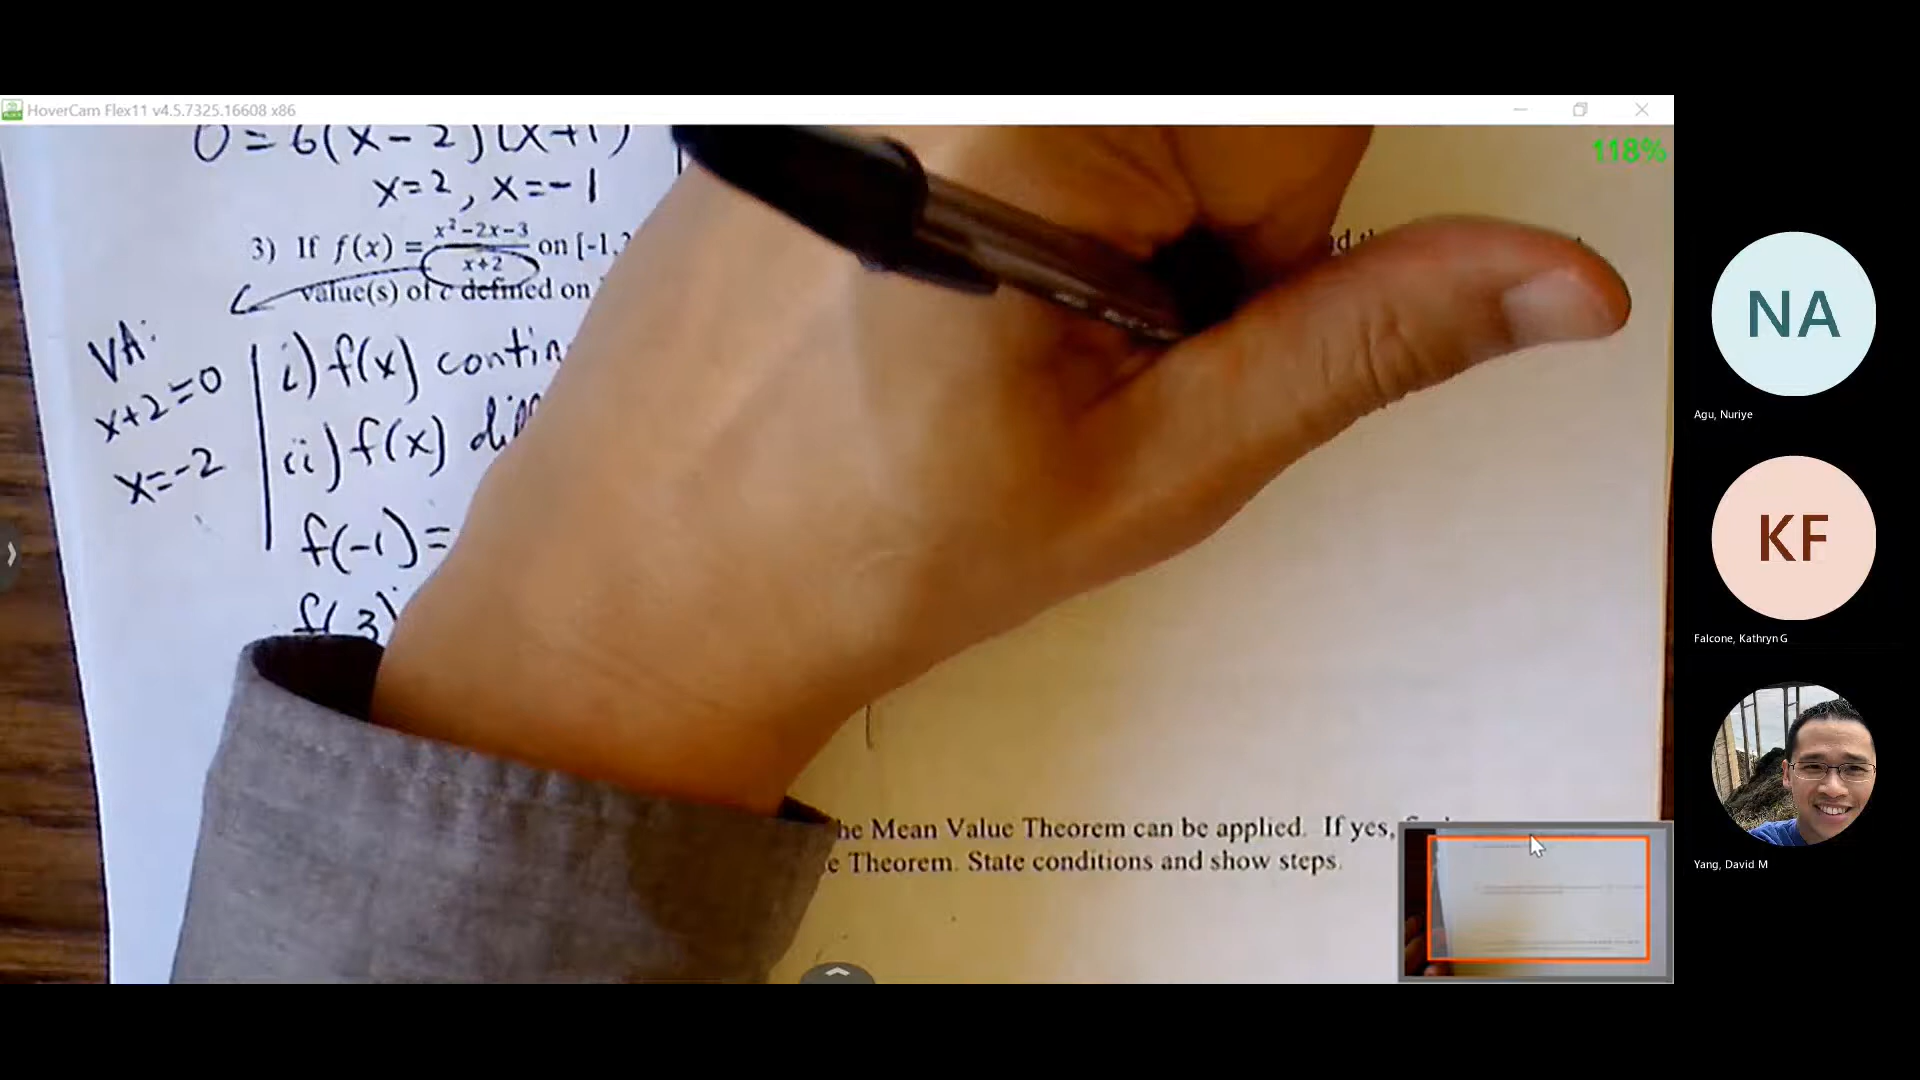 HoverCam Flex11 v4.5.7325.16608 x86
118%
0 = 6(x-2)(x+1)
x=2, x=-1
3) If f(x) = x²-2x-3 / x+2 on [-1,
value(s) of c defined on
VA:
x+2=0
x=-2
i) f(x) contin
ii) f(x) diff
f(-1)=
f(3)
he Mean Value Theorem can be applied. If yes,
e Theorem. State conditions and show steps.
NA
Agu, Nuriye
KF
Falcone, Kathryn G
Yang, David M